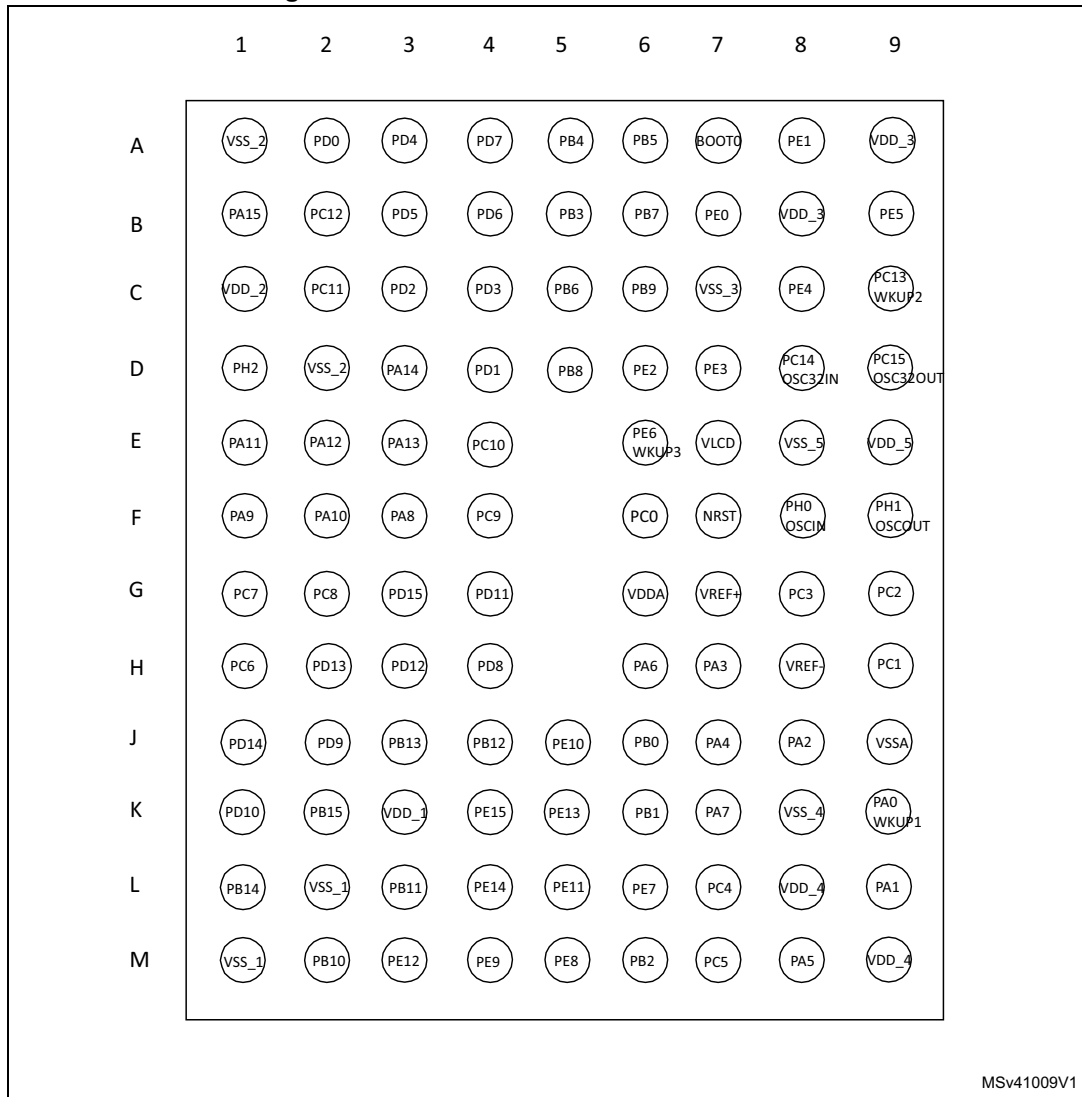 1 2 3 4 5 6 7 8 9
A VSS_2 PD0 PD4 PD7 PB4 PB5 BOOT0 PE1 VDD_3
B PA15 PC12 PD5 PD6 PB3 PB7 PE0 VDD_3 PE5
C VDD_2 PC11 PD2 PD3 PB6 PB9 VSS_3 PE4 PC13
WKUP2
D PH2 VSS_2 PA14 PD1 PB8 PE2 PE3 PC14 PC15
OSC32IN OSC32OUT
E PA11 PA12 PA13 PC10 PE6 VLCD VSS_5 VDD_5
WKUP3
F PA9 PA10 PA8 PC9 PC0 NRST PH0 PH1
OSCIN OSCOUT
G PC7 PC8 PD15 PD11 VDDA VREF+ PC3 PC2
H PC6 PD13 PD12 PD8 PA6 PA3 VREF- PC1
J PD14 PD9 PB13 PB12 PE10 PB0 PA4 PA2 VSSA
K PD10 PB15 VDD_1 PE15 PE13 PB1 PA7 VSS_4 PA0
WKUP1
L PB14 VSS_1 PB11 PE14 PE11 PE7 PC4 VDD_4 PA1
M VSS_1 PB10 PE12 PE9 PE8 PB2 PC5 PA5 VDD_4
MSv41009V1